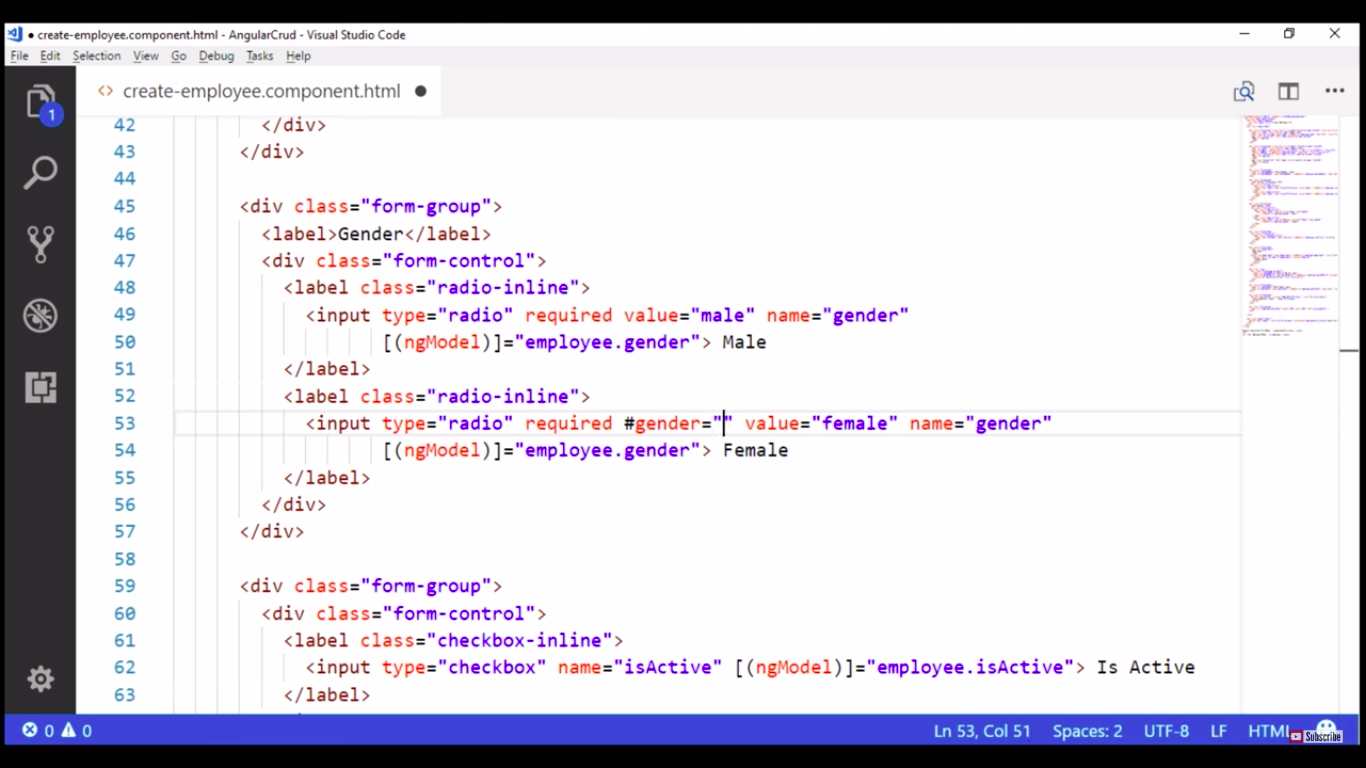 create-employee.component.html - AngularCrud - Visual Studio Code
File Edit Selection View Go Debug Tasks Help
<> create-employee.component.html
1
42 </div>
43 </div>
44
45 <div class="form-group">
46 <label>Gender</label>
47 <div class="form-control">
48 <label class="radio-inline">
49 <input type="radio" required value="male" name="gender"
50 [(ngModel)]="employee.gender"> Male
51 </label>
52 <label class="radio-inline">
53 <input type="radio" required #gender="" value="female" name="gender"
54 [(ngModel)]="employee.gender"> Female
55 </label>
56 </div>
57 </div>
58
59 <div class="form-group">
60 <div class="form-control">
61 <label class="checkbox-inline">
62 <input type="checkbox" name="isActive" [(ngModel)]="employee.isActive"> Is Active
63 </label>
0 0 Ln 53, Col 51 Spaces: 2 UTF-8 LF HTML
Subscribe